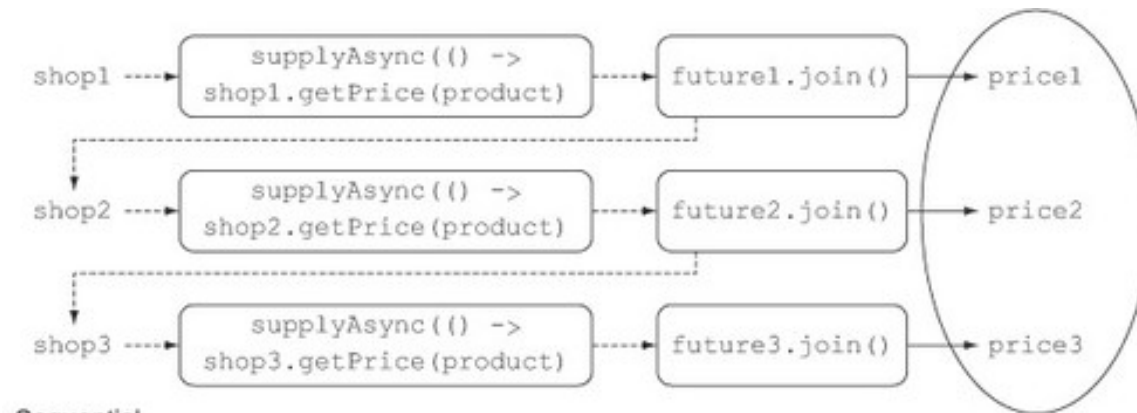 shop1
supplyAsync(() ->
shop1.getPrice(product)
future1.join()
price1
shop2
supplyAsync(() ->
shop2.getPrice(product)
future2.join()
price2
shop3
supplyAsync(() ->
shop3.getPrice(product)
future3.join()
price3